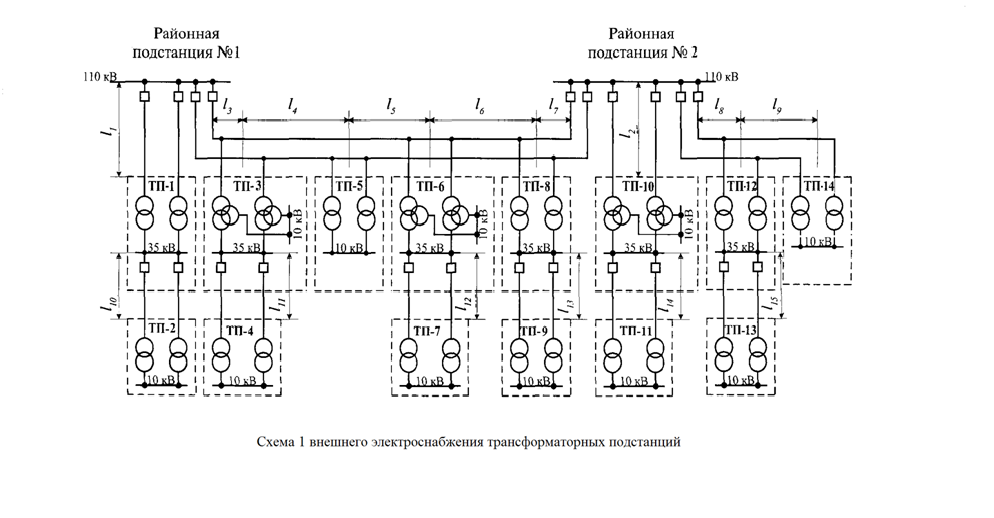 Районная
подстанция №1
Районная
подстанция № 2
110 кВ
110 кВ
l3
l4
l5
l6
l7
l8
l9
l1
l2
ТП-1
ТП-3
ТП-5
ТП-6
ТП-8
ТП-10
ТП-12
ТП-14
10 кВ
10 кВ
10 кВ
35 кВ
35 кВ
10 кВ
35 кВ
35 кВ
35 кВ
35 кВ
10 кВ
l10
l11
l12
l13
l14
l15
ТП-2
ТП-4
ТП-7
ТП-9
ТП-11
ТП-13
10 кВ
10 кВ
10 кВ
10 кВ
10 кВ
10 кВ
Схема 1 внешнего электроснабжения трансформаторных подстанций